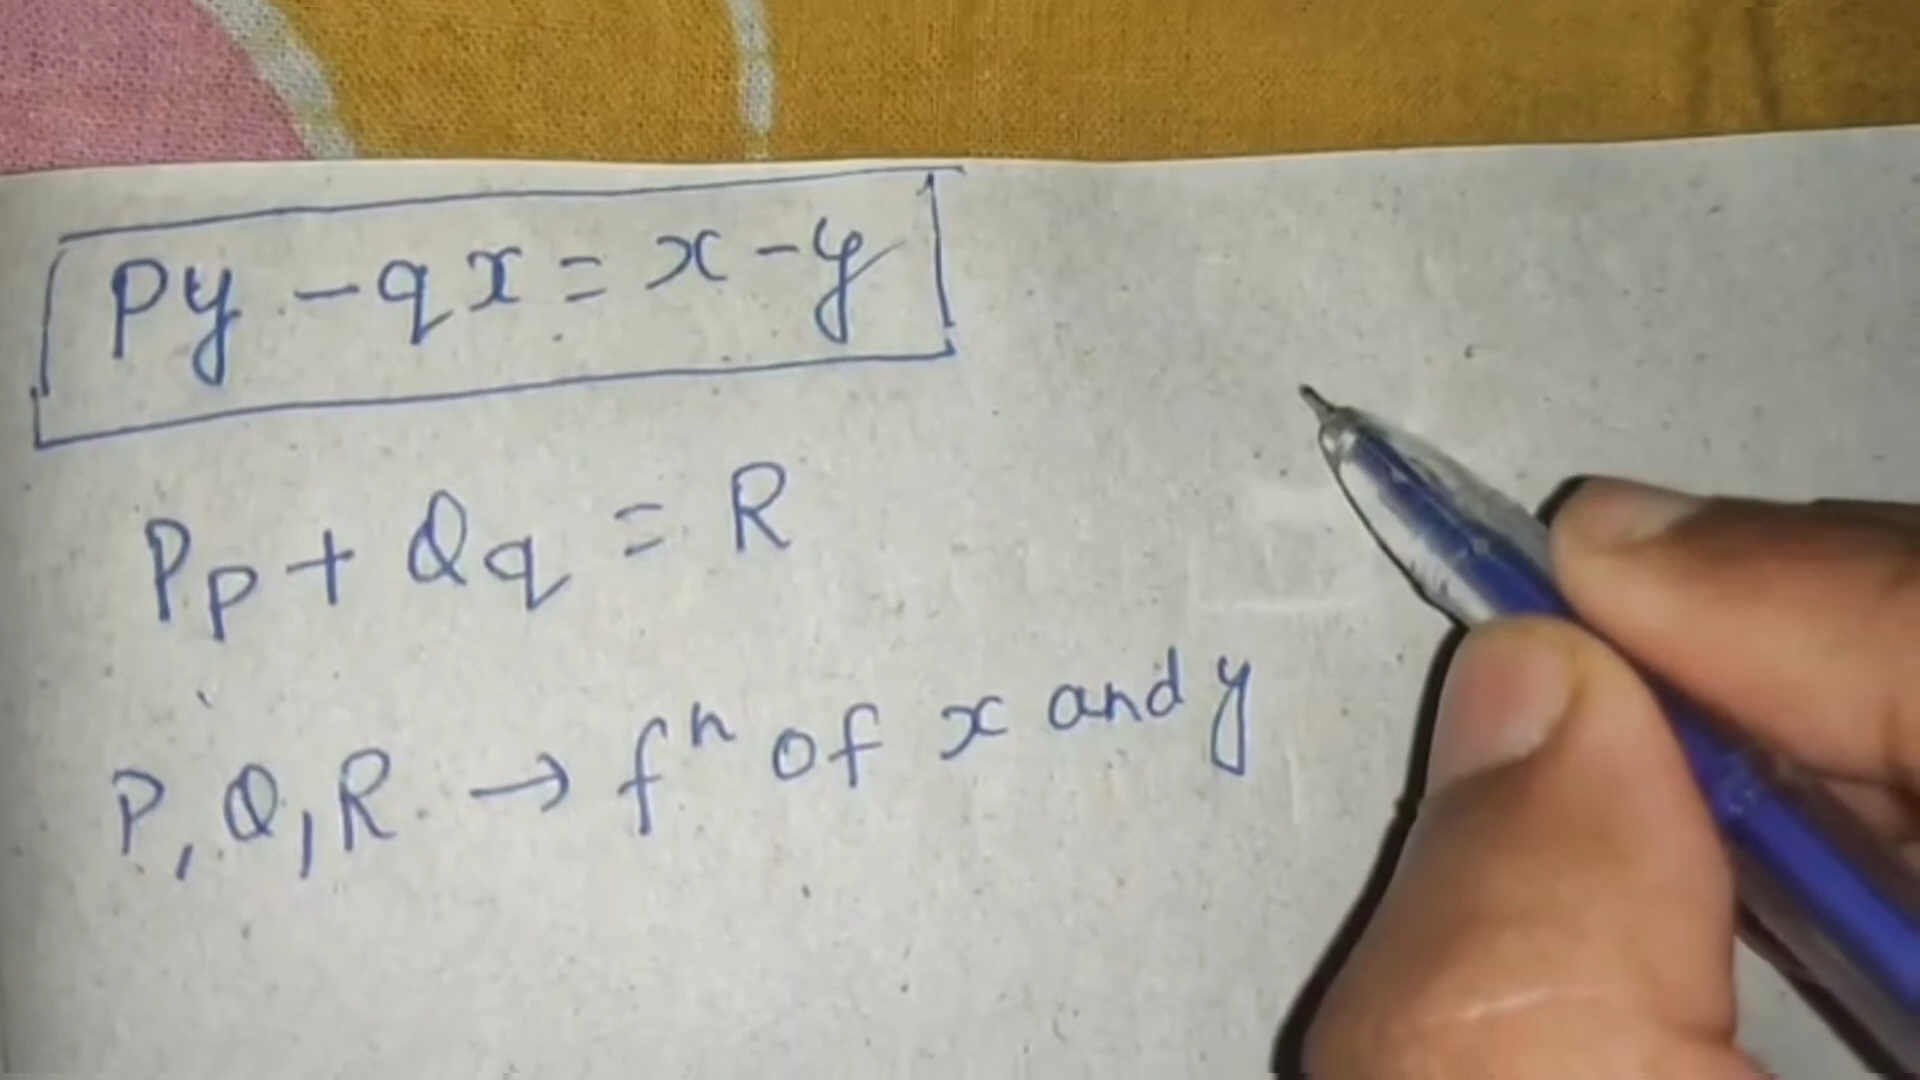 Py - qx = x - y
Pp + Qq = R
P, Q, R → fⁿ of x and y